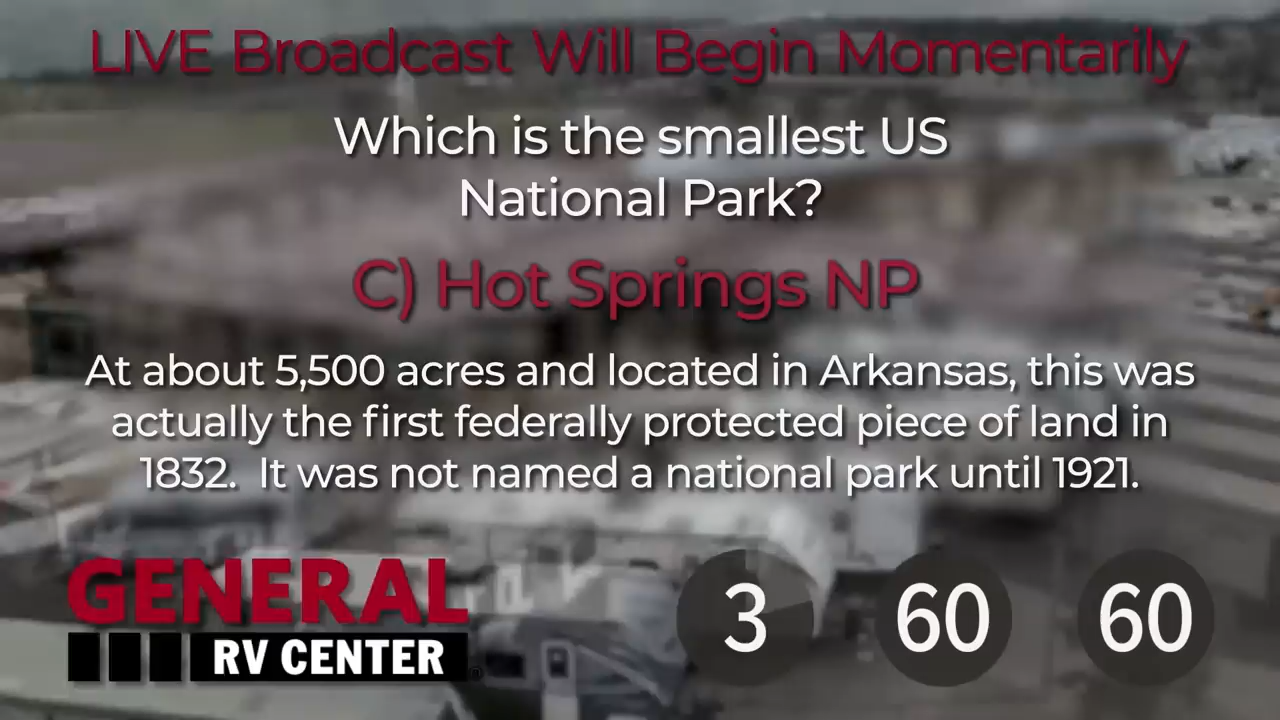 LIVE Broadcast Will Begin Momentarily
Which is the smallest US
National Park?
C) Hot Springs NP
At about 5,500 acres and located in Arkansas, this was
actually the first federally protected piece of land in
1832.  It was not named a national park until 1921.
GENERAL
RV CENTER
3 60 60